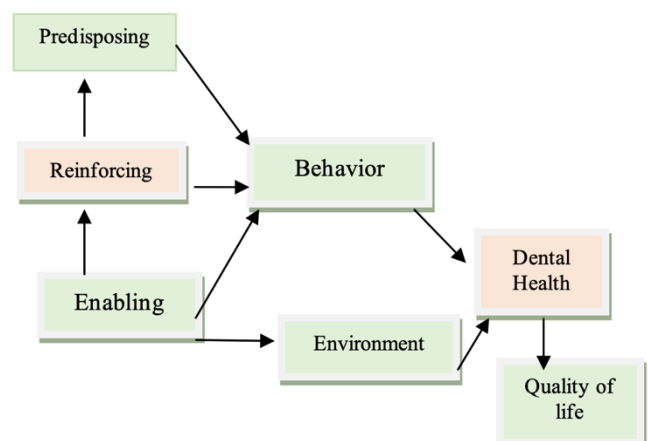 Predisposing
Reinforcing
Behavior
Enabling
Environment
Dental
Health
Quality of
life